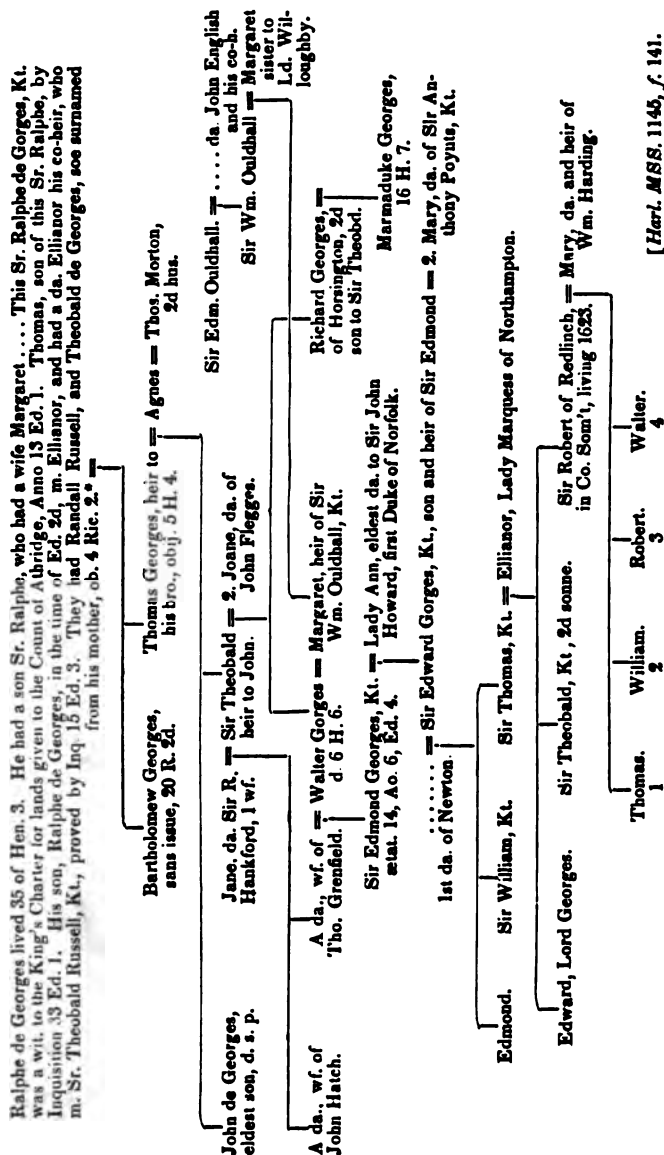 Ralphe de Georges lived 35 of Hen. 3. He had a son Sr. Ralphe, who had a wife Margaret .... This Sr. Ralphe de Gorges, Kt.
was a wit. to the King's Charter for lands given to the Count of Athridge, Anno 13 Ed. 1. Thomas, son of this Sr. Ralphe, by
Inquisition 33 Ed. 1. His son, Ralphe de Georges, in the time of Ed. 2d, m. Ellianor, and had a da. Ellianor his co-heir, who
m. Sr. Theobald Russell, Kt., proved by Inq. 15 Ed. 3. They had Randall Russell, and Theobald de Georges, soe surnamed
from his mother, ob. 4 Ric. 2.* =
Bartholomew Georges,
sans issue, 20 R. 2d.
Thomas Georges, heir to = Agnes = Thos. Morton,
his bro., obij. 5 H. 4.
2d hus.
John de Georges,
eldest son, d. s. p.
Jane. da. Sir R. = Sir Theobald = 2. Joane, da. of
Hankford, 1 wf.
heir to John.
John Flegges.
Sir Edm. Ouldhall. = .... da. John English
and his co-h.
Sir Wm. Ouldhall = Margaret
sister to
Ld. Wil-
loughby.
A da., wf. of
John Hatch.
A da., wf. of
Tho. Grenfield.
= Walter Gorges = Margaret, heir of Sir
d. 6 H. 6.
Wm. Ouldhall, Kt.
Richard Georges, =
of Horsington, 2d
son to Sir Theobd.
Marmaduke Georges,
16 H. 7.
Sir Edmond Georges, Kt. = Lady Ann, eldest da. to Sir John
ætat. 14, Ao. 6, Ed. 4.
Howard, first Duke of Norfolk.
........ = Sir Edward Gorges, Kt., son and heir of Sir Edmond = 2. Mary, da. of Sir An-
1st da. of Newton.
thony Poynts, Kt.
Edmond.
Sir William, Kt.
Sir Thomas, Kt. = Ellianor, Lady Marquess of Northampton.
Edward, Lord Georges.
Sir Theobald, Kt., 2d sonne.
Sir Robert of Redlinch, = Mary, da. and heir of
in Co. Som't, living 1623.
Wm. Harding.
Thomas.
1
William.
2
Robert.
3
Walter.
4
[Harl. MSS. 1145, f. 141.